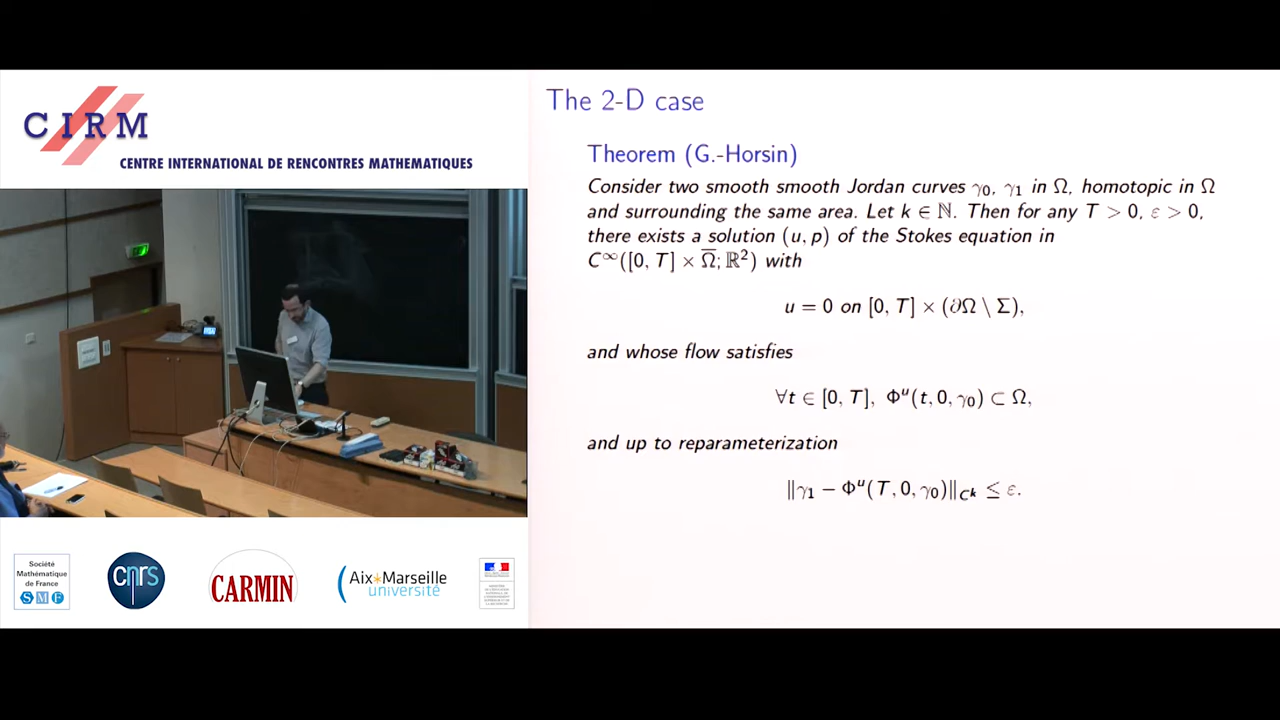 CIRM
CENTRE INTERNATIONAL DE RENCONTRES MATHEMATIQUES
Société
Mathématique
de France
SMF
cnrs
CARMIN
Aix*Marseille
université
The 2-D case
Theorem (G.-Horsin)
Consider two smooth smooth Jordan curves γ₀, γ₁ in Ω, homotopic in Ω
and surrounding the same area. Let k ∈ ℕ. Then for any T > 0, ε > 0,
there exists a solution (u, p) of the Stokes equation in
C^∞([0, T] × Ω̅; ℝ²) with
u = 0 on [0, T] × (∂Ω \ Σ),
and whose flow satisfies
∀t ∈ [0, T], Φᵘ(t, 0, γ₀) ⊂ Ω,
and up to reparameterization
‖γ₁ − Φᵘ(T, 0, γ₀)‖_{C^k} ≤ ε.